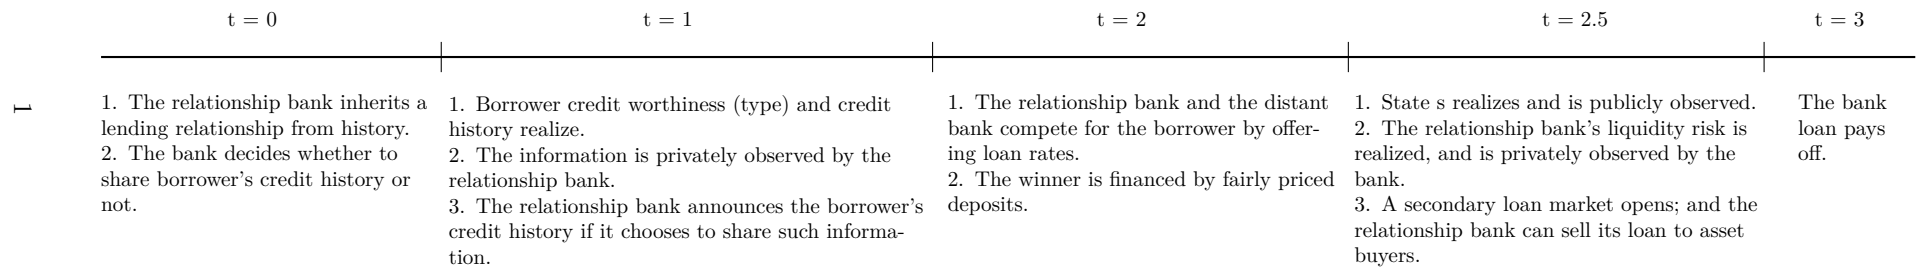 t = 0
t = 1
t = 2
t = 2.5
t = 3
1
1. The relationship bank inherits a
lending relationship from history.
2. The bank decides whether to
share borrower's credit history or
not.
1. Borrower credit worthiness (type) and credit
history realize.
2. The information is privately observed by the
relationship bank.
3. The relationship bank announces the borrower's
credit history if it chooses to share such informa-
tion.
1. The relationship bank and the distant
bank compete for the borrower by offer-
ing loan rates.
2. The winner is financed by fairly priced
deposits.
1. State s realizes and is publicly observed.
2. The relationship bank's liquidity risk is
realized, and is privately observed by the
bank.
3. A secondary loan market opens; and the
relationship bank can sell its loan to asset
buyers.
The bank
loan pays
off.